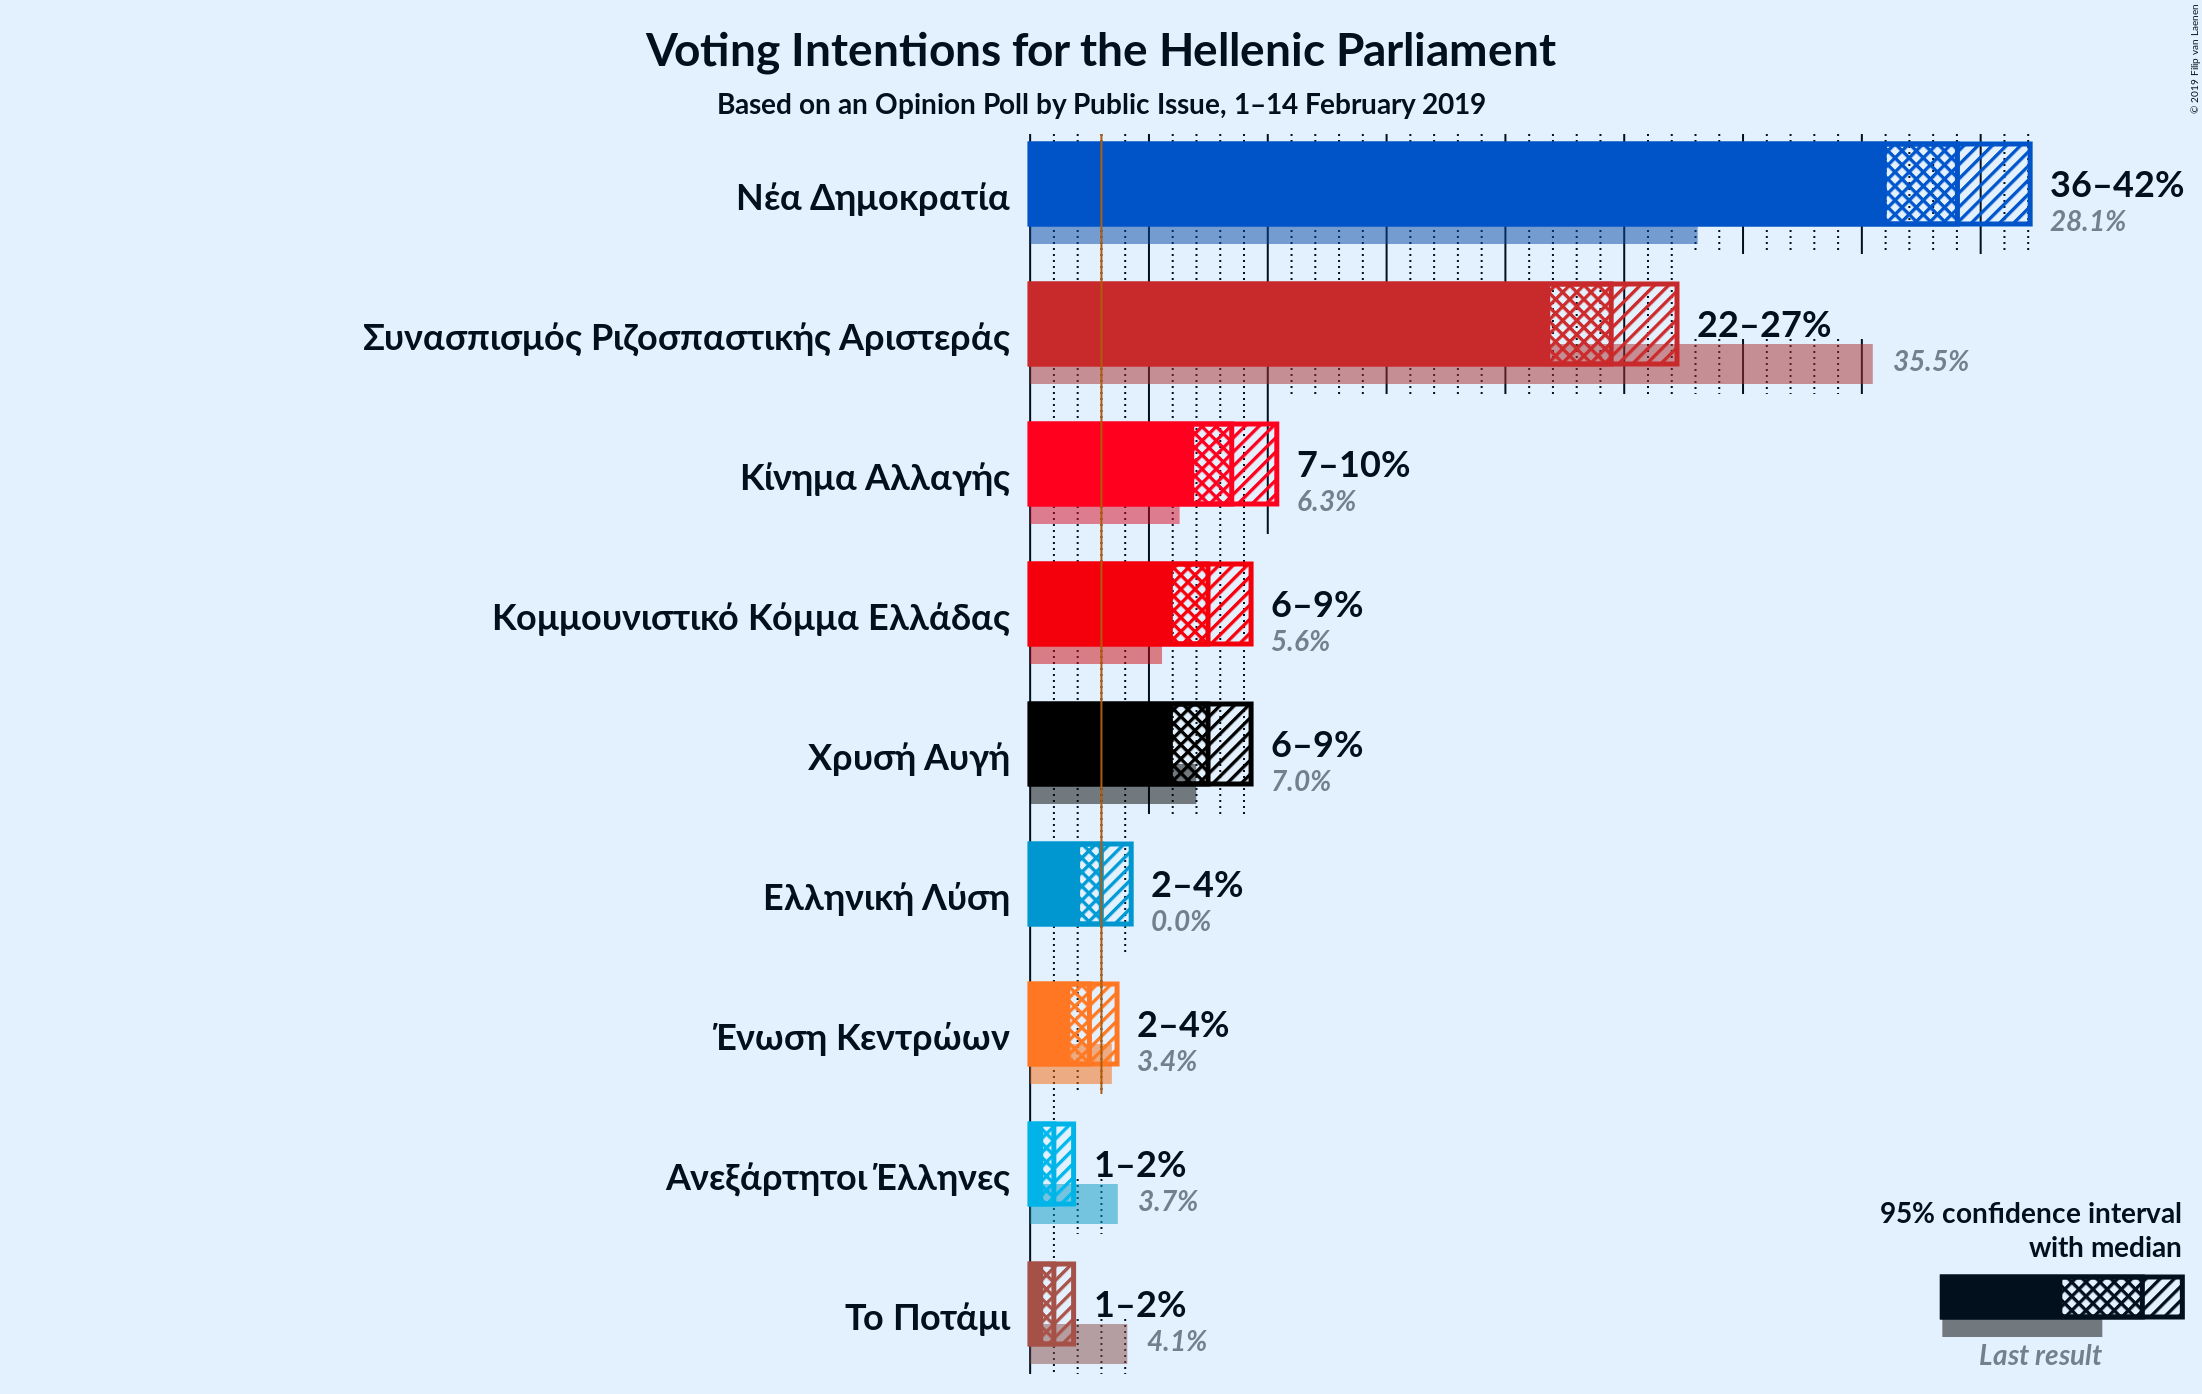 Voting Intentions for the Hellenic Parliament
Based on an Opinion Poll by Public Issue, 1–14 February 2019
© 2019 Filip van Laenen
Νέα Δημοκρατία
36–42%
28.1%
Συνασπισμός Ριζοσπαστικής Αριστεράς
22–27%
35.5%
Κίνημα Αλλαγής
7–10%
6.3%
Κομμουνιστικό Κόμμα Ελλάδας
6–9%
5.6%
Χρυσή Αυγή
6–9%
7.0%
Ελληνική Λύση
2–4%
0.0%
Ένωση Κεντρώων
2–4%
3.4%
Ανεξάρτητοι Έλληνες
1–2%
3.7%
Το Ποτάμι
1–2%
4.1%
95% confidence interval
with median
Last result